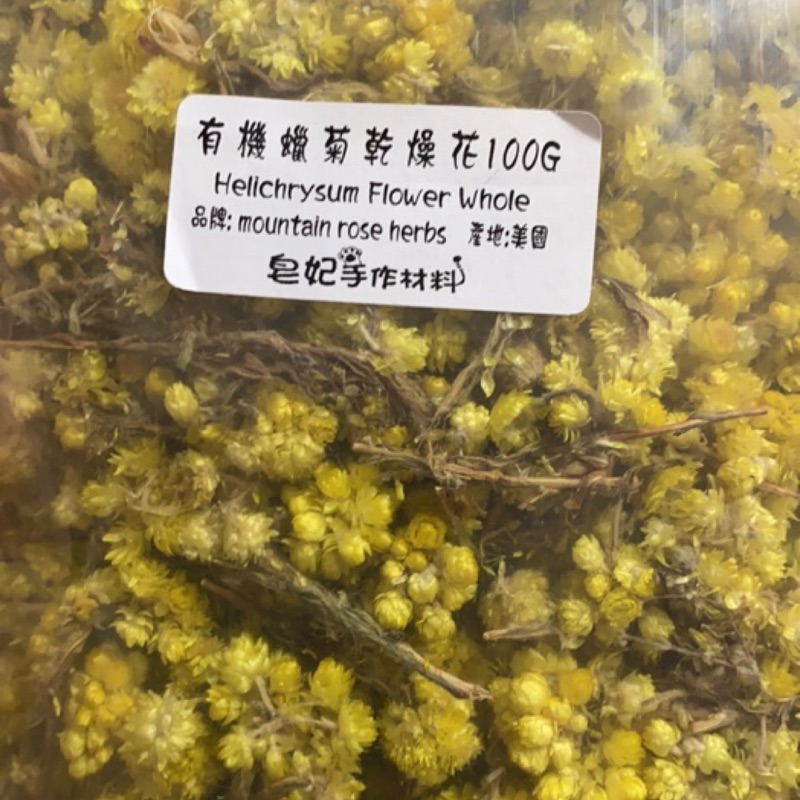 有機蠟菊乾燥花100G
Helichrysum Flower Whole
品牌: mountain rose herbs 產地:美國
皂妃手作材料